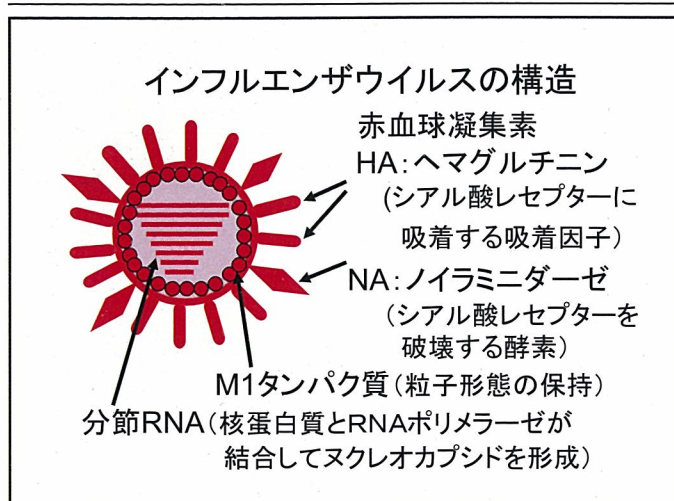 インフルエンザウイルスの構造
赤血球凝集素
HA:ヘマグルチニン
(シアル酸レセプターに
吸着する吸着因子)
NA:ノイラミニダーゼ
(シアル酸レセプターを
破壊する酵素)
M1タンパク質(粒子形態の保持)
分節RNA(核蛋白質とRNAポリメラーゼが
結合してヌクレオカプシドを形成)